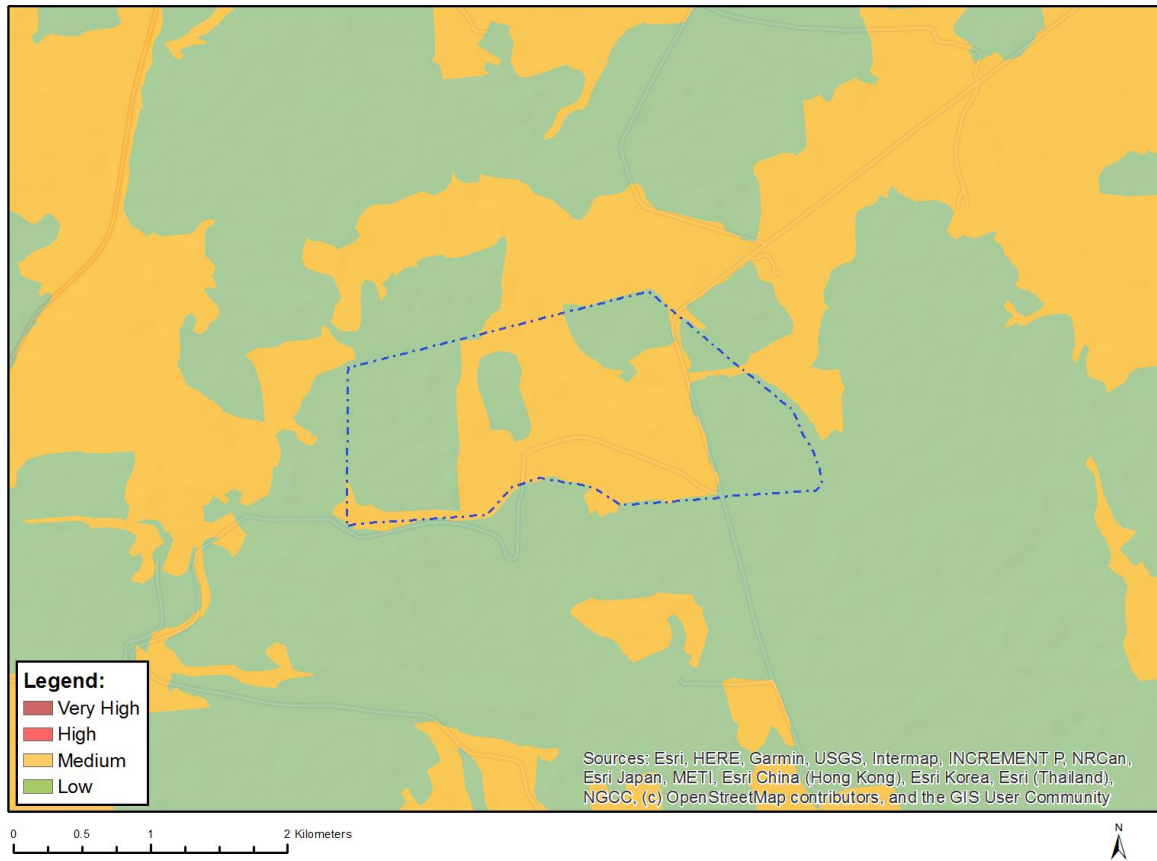 Legend:
Very High
High
Medium
Low
Sources: Esri, HERE, Garmin, USGS, Intermap, INCREMENT P, NRCan,
Esri Japan, METI, Esri China (Hong Kong), Esri Korea, Esri (Thailand),
NGCC, (c) OpenStreetMap contributors, and the GIS User Community
0 0.5 1 2 Kilometers
N